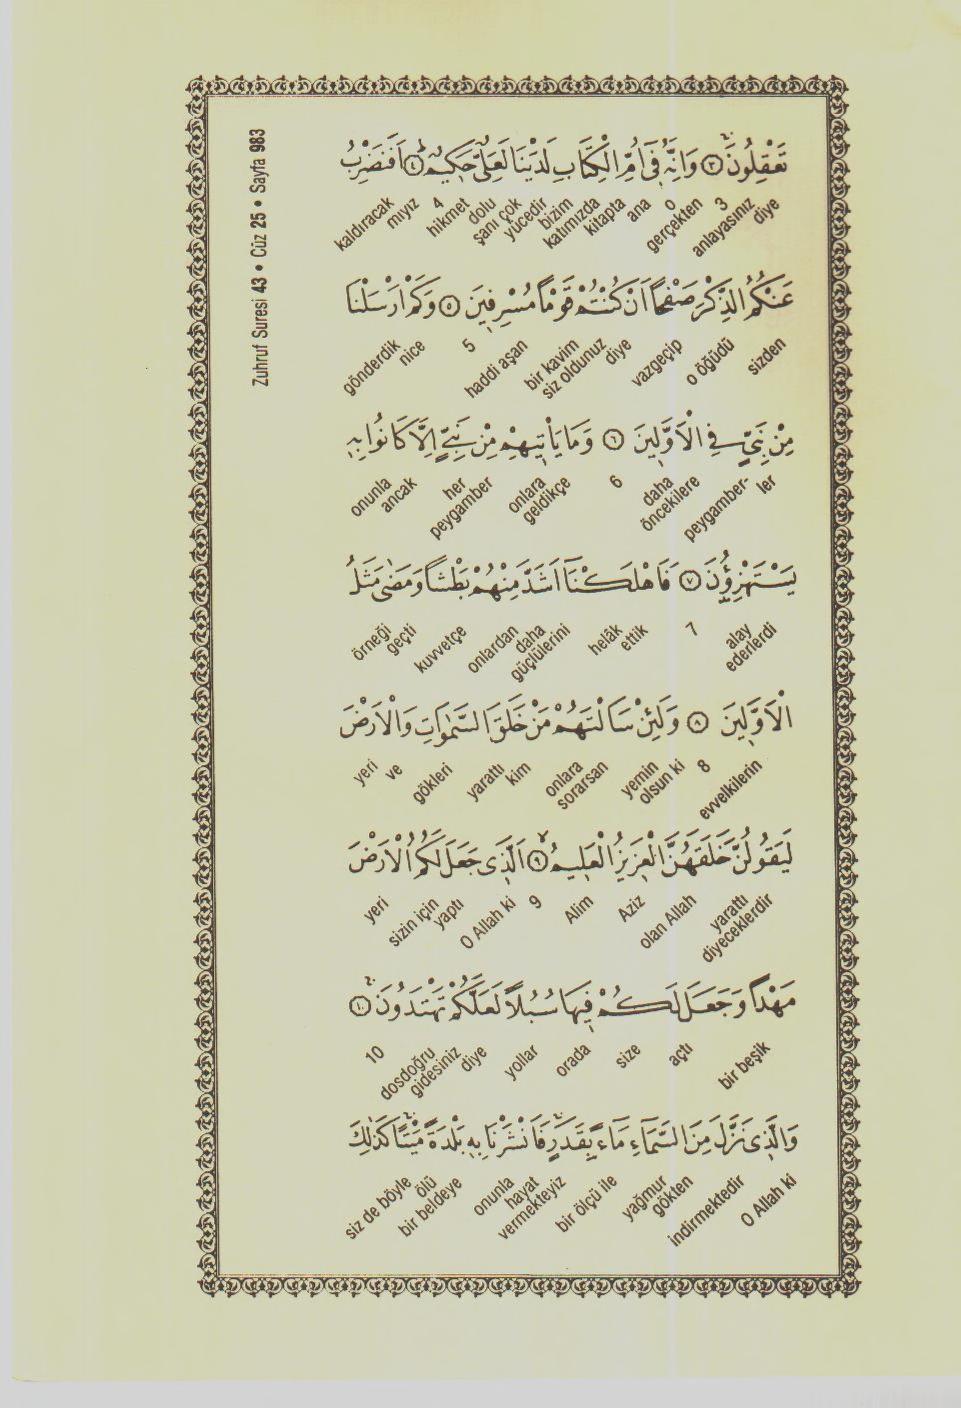 Zuhruf Suresi 43 • Cüz 25 • Sayfa 983
تَعْقِلُونَ ﴿٣﴾ وَاِنَّهُ فٖٓى اُمِّ الْكِتَابِ لَدَيْنَا لَعَلِىٌّ حَكٖيمٌ ﴿٤﴾ اَفَنَضْرِبُ
diye anlayasınız 3 gerçekten o ana kitapta katımızda bizim yücedir şanı çok dolu hikmet 4 mıyız kaldıracak
عَنْكُمُ الذِّكْرَ صَفْحًا اَنْ كُنْتُمْ قَوْمًا مُسْرِفٖينَ ﴿٥﴾ وَكَمْ اَرْسَلْنَا
sizden o öğüdü vazgeçip diye siz oldunuz bir kavim haddi aşan 5 nice gönderdik
مِنْ نَبِىٍّ فِى الْاَوَّلٖينَ ﴿٦﴾ وَمَا يَاْتٖيهِمْ مِنْ نَبِىٍّ اِلَّا كَانُوا بِهٖ
peygamber-ler daha öncekilere 6 onlara geldikçe her peygamber ancak onunla
يَسْتَهْزِؤُنَ ﴿٧﴾ فَاَهْلَكْنَٓا اَشَدَّ مِنْهُمْ بَطْشًا وَمَضٰى مَثَلُ
alay ederlerdi 7 helâk ettik daha güçlülerini onlardan kuvvetçe geçti örneği
الْاَوَّلٖينَ ﴿٨﴾ وَلَئِنْ سَاَلْتَهُمْ مَنْ خَلَقَ السَّمٰوَاتِ وَالْاَرْضَ
evvelkilerin 8 yemin olsun ki onlara sorarsan kim yarattı gökleri ve yeri
لَيَقُولُنَّ خَلَقَهُنَّ الْعَزٖيزُ الْعَلٖيمُ ﴿٩﴾ اَلَّذٖى جَعَلَ لَكُمُ الْاَرْضَ
yarattı diyeceklerdir olan Allah Aziz Alim 9 O Allah ki yaptı sizin için yeri
مَهْدًا وَجَعَلَ لَكُمْ فٖيهَا سُبُلًا لَعَلَّكُمْ تَهْتَدُونَ ﴿١٠﴾
bir beşik açtı size orada yollar diye gidesiniz dosdoğru 10
وَالَّذٖى نَزَّلَ مِنَ السَّمَٓاءِ مَٓاءً بِقَدَرٍ فَاَنْشَرْنَا بِهٖ بَلْدَةً مَيْتًا كَذٰلِكَ
O Allah ki indirmektedir gökten yağmur bir ölçü ile vermekteyiz hayat onunla bir beldeye ölü siz de böyle